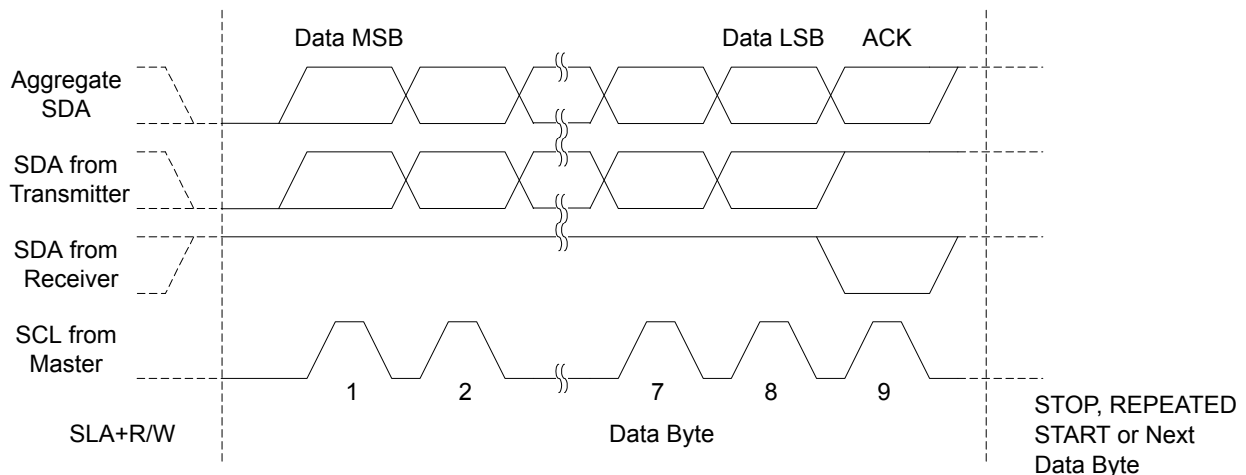 Data MSB
Data LSB
ACK
Aggregate
SDA
SDA from
Transmitter
SDA from
Receiver
SCL from
Master
1
2
7
8
9
SLA+R/W
Data Byte
STOP, REPEATED
START or Next
Data Byte